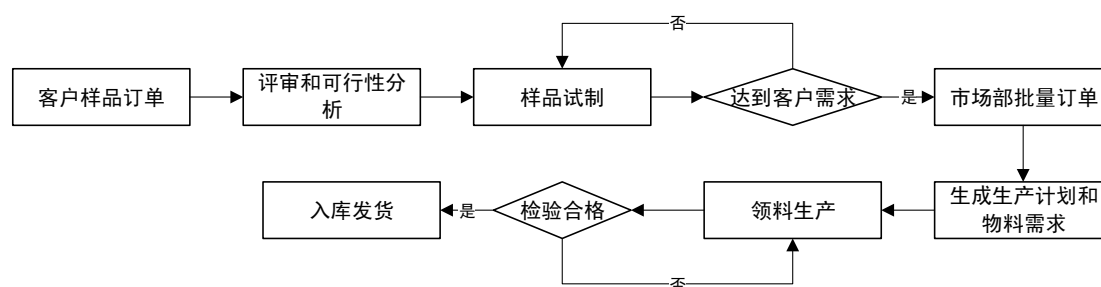 否
客户样品订单
评审和可行性分
析
样品试制
达到客户需求
是
市场部批量订单
入库发货
是
检验合格
领料生产
生成生产计划和
物料需求
否